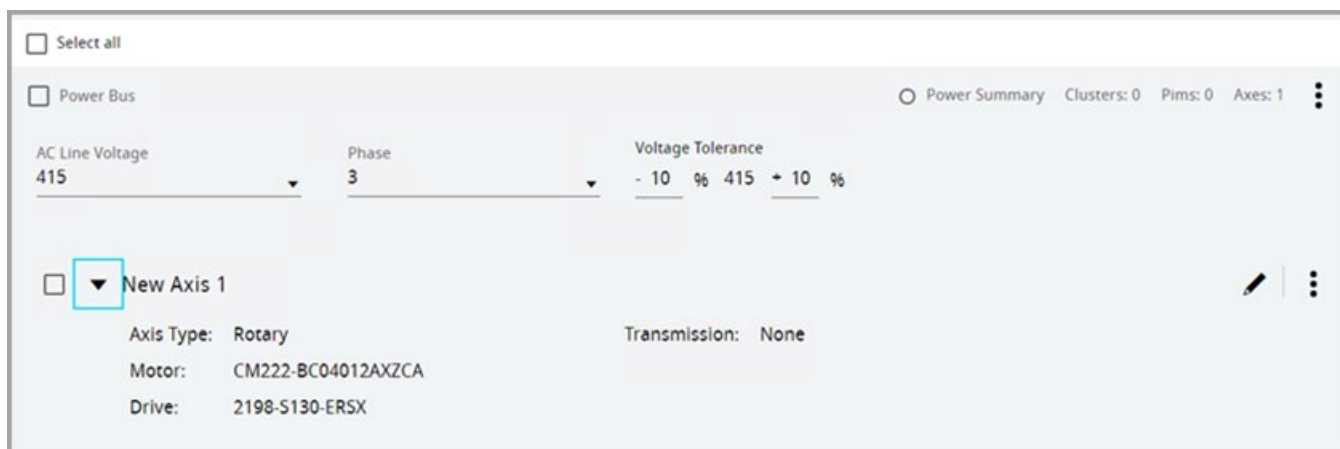 Select all
Power Bus Power Summary Clusters: 0 Pims: 0 Axes: 1
AC Line Voltage Phase Voltage Tolerance
415 3 - 10 % 415 + 10 %
New Axis 1
Axis Type: Rotary Transmission: None
Motor: CM222-BC04012AXZCA
Drive: 2198-S130-ERSX